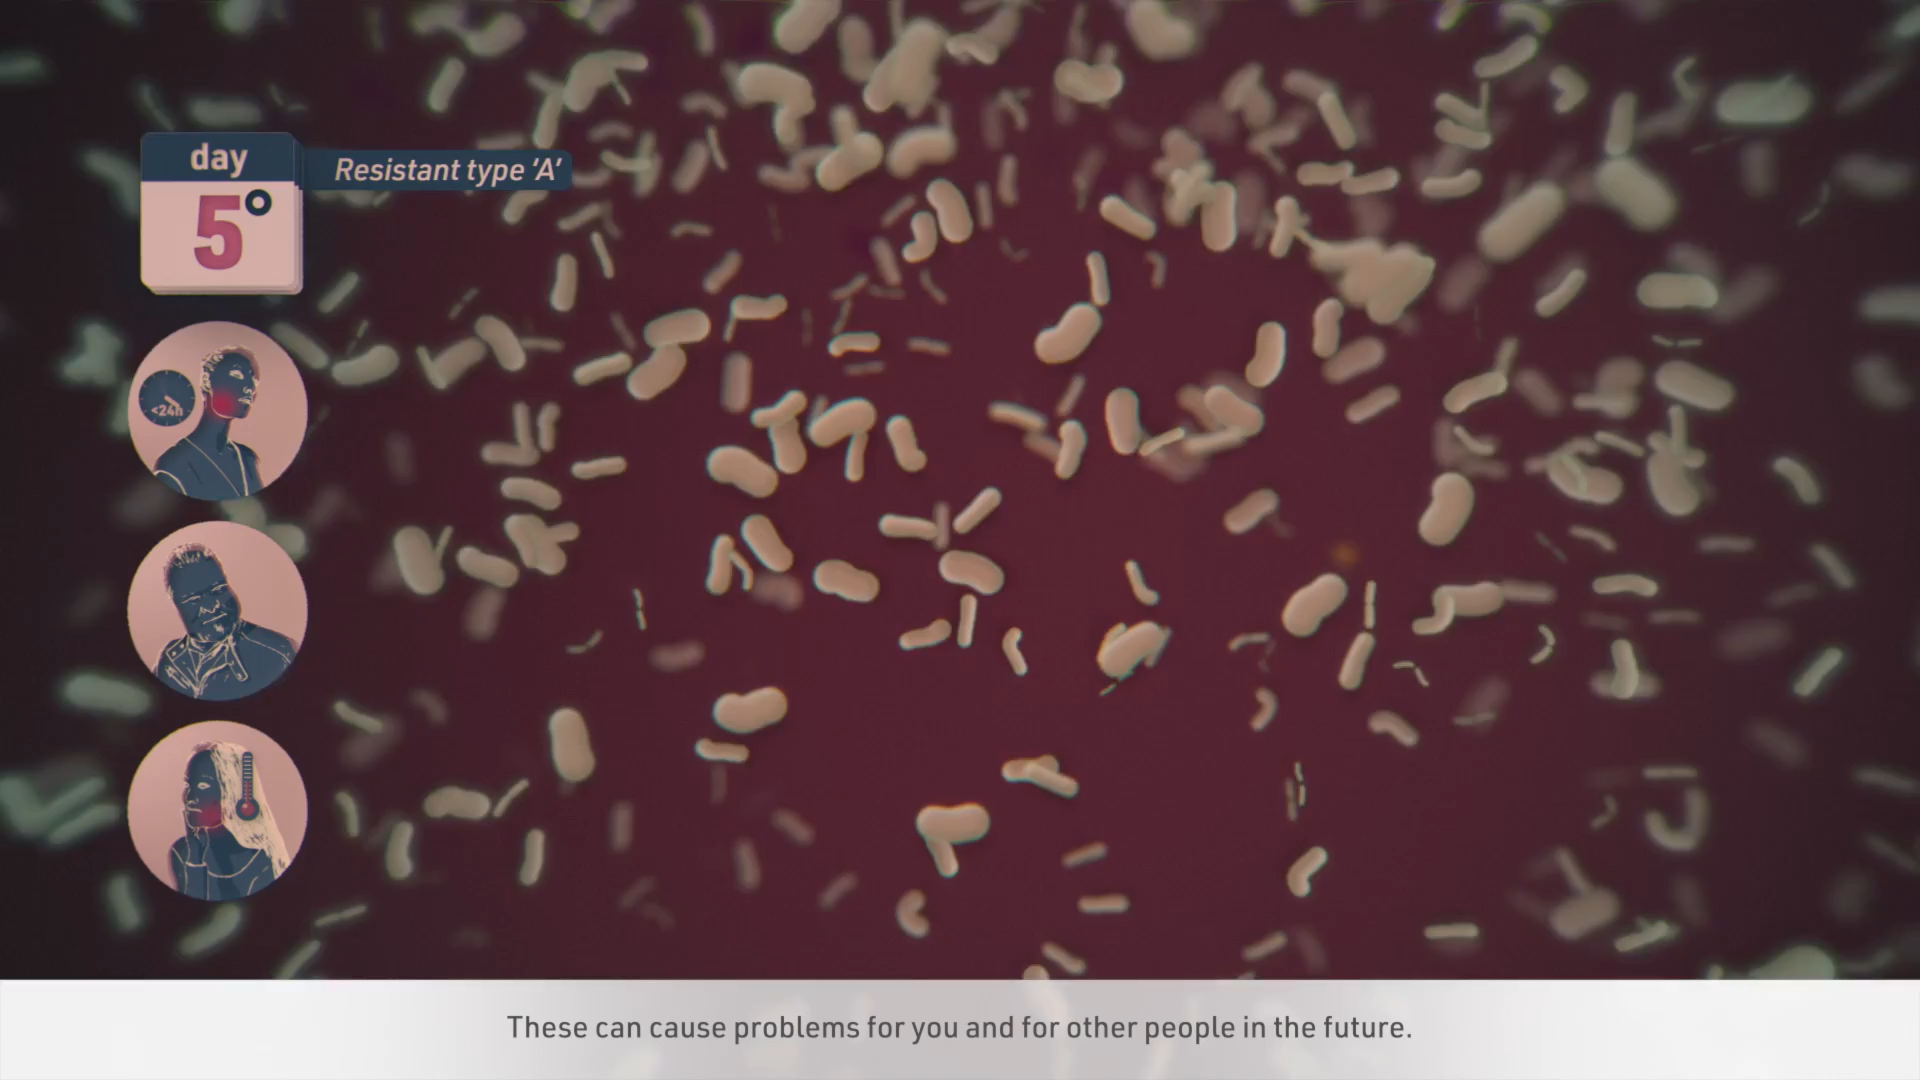 day
5°
Resistant type ‘A’
<24h
These can cause problems for you and for other people in the future.